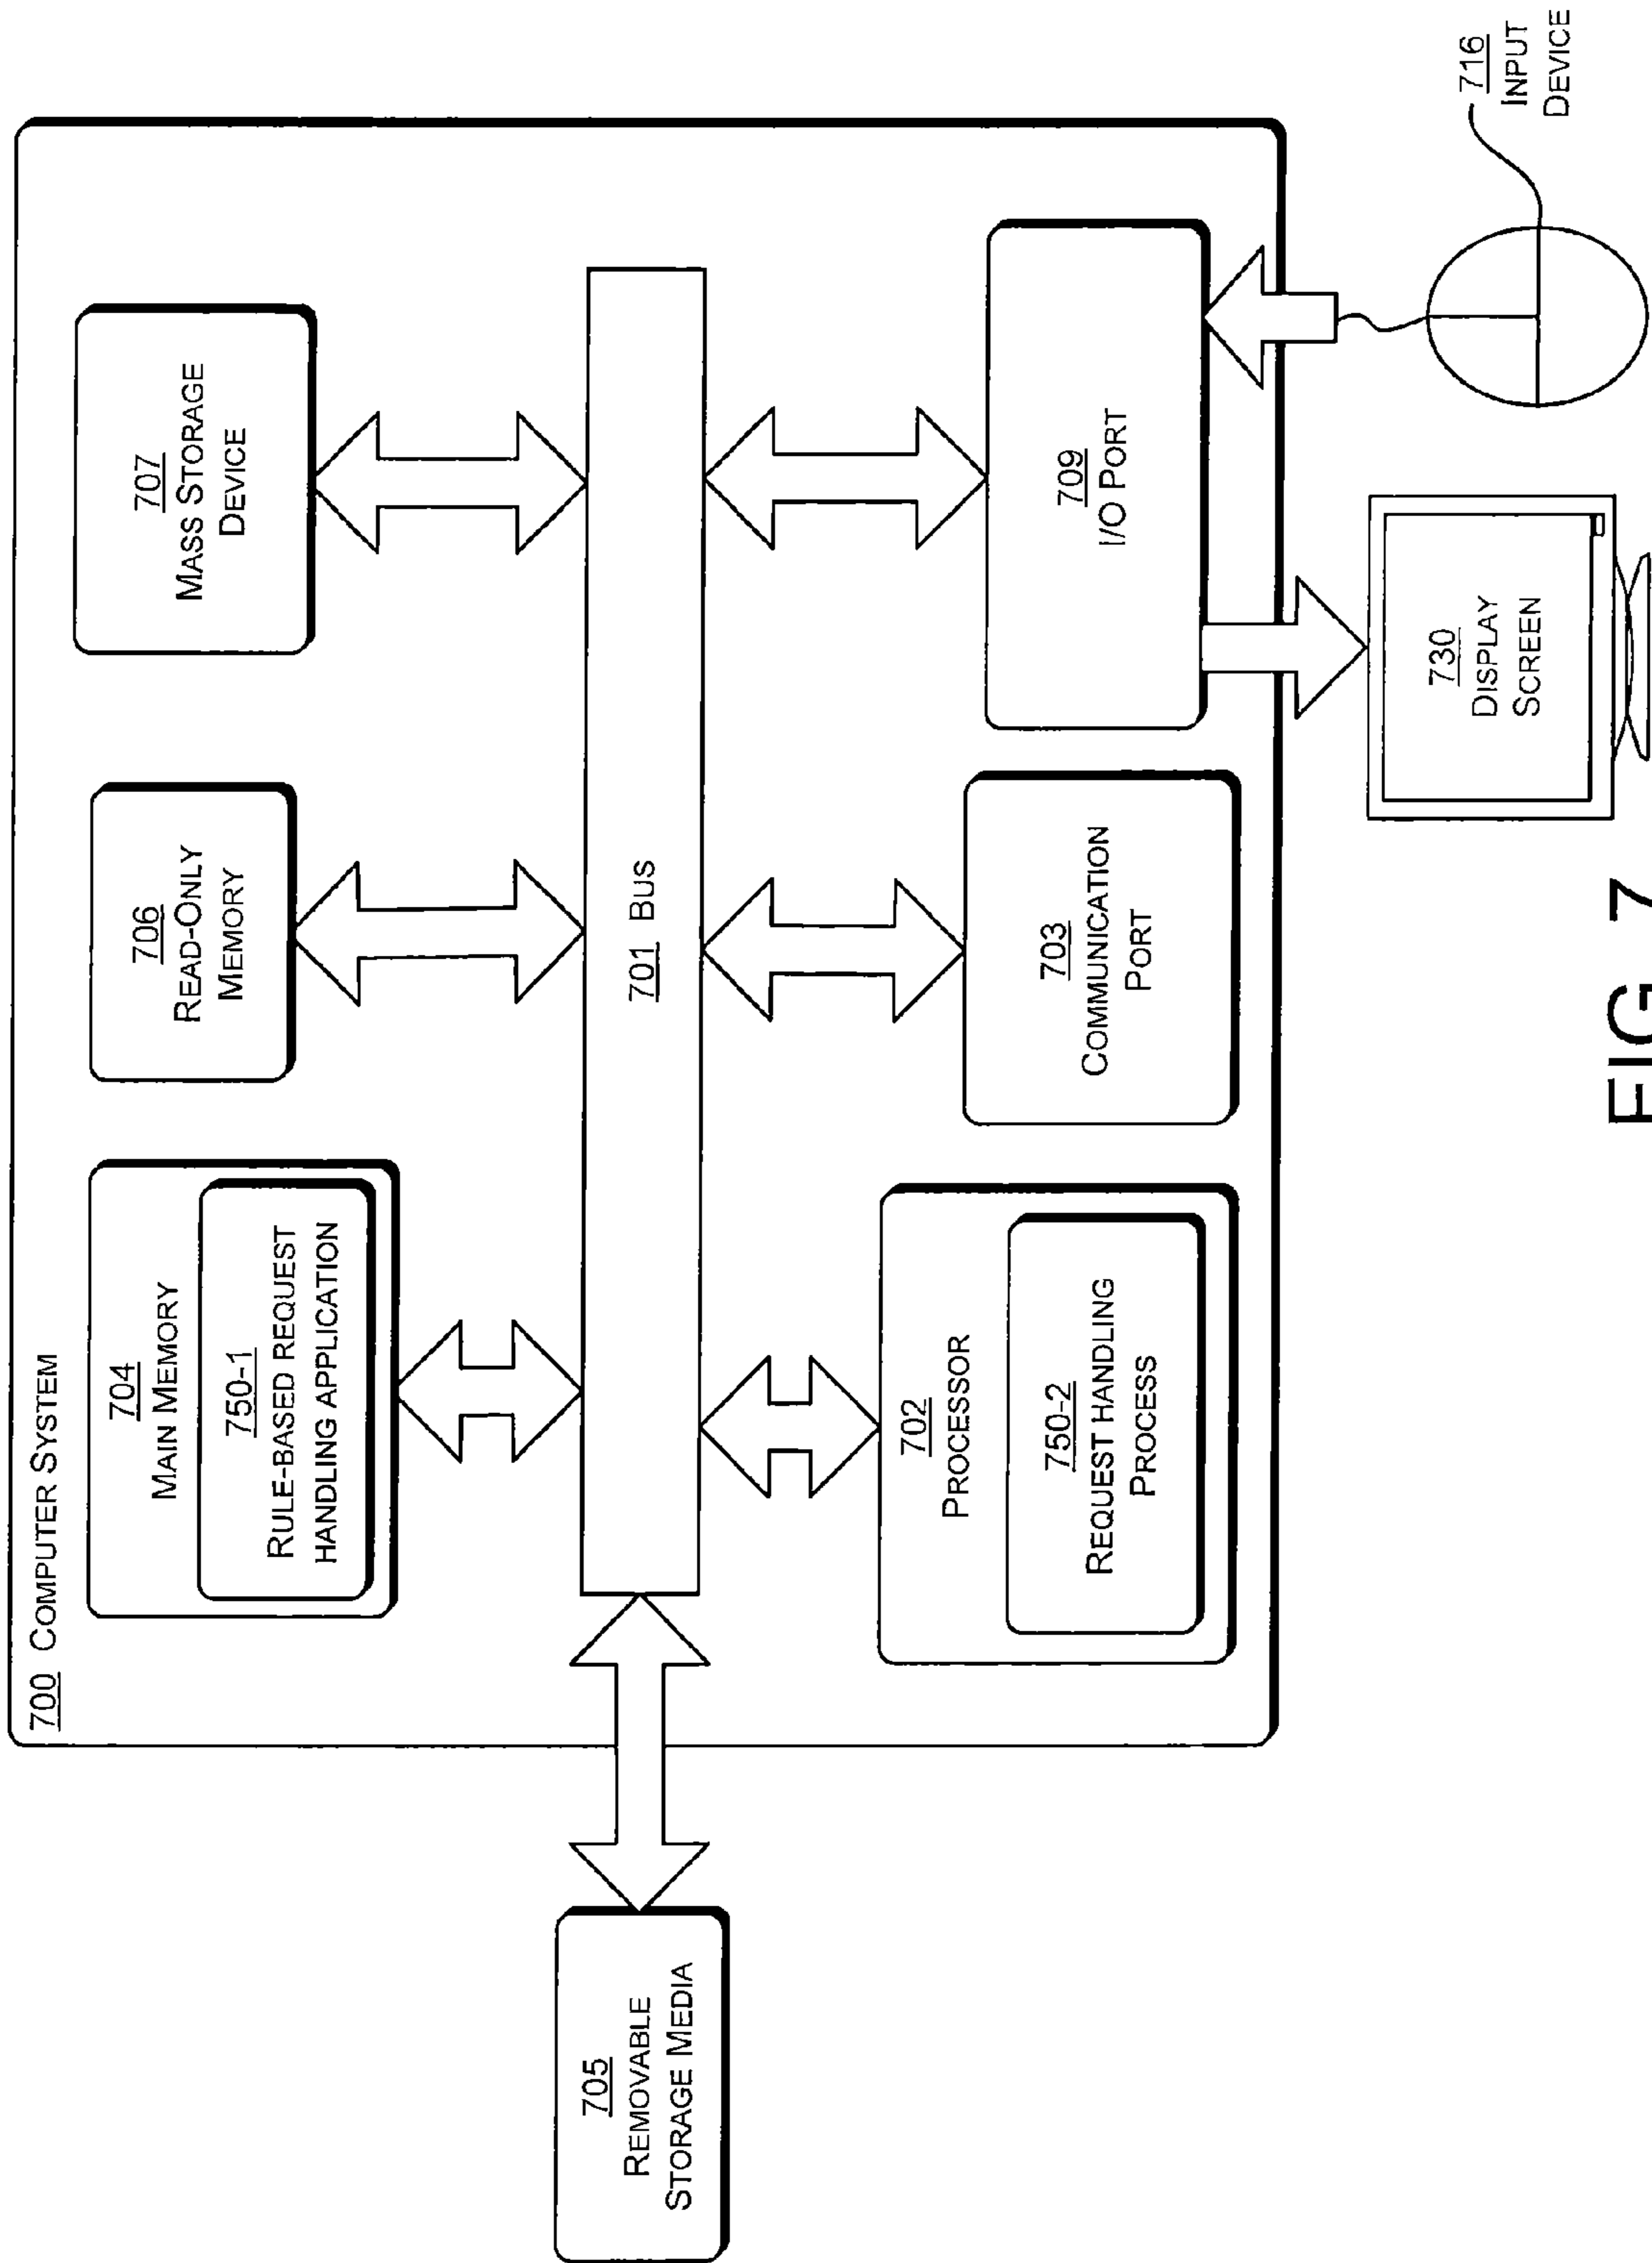 700 COMPUTER SYSTEM
704
MAIN MEMORY
750-1
RULE-BASED REQUEST
HANDLING APPLICATION
706
READ-ONLY
MEMORY
707
MASS STORAGE
DEVICE
705
REMOVABLE
STORAGE MEDIA
701 BUS
702
PROCESSOR
750-2
REQUEST HANDLING
PROCESS
703
COMMUNICATION
PORT
709
I/O PORT
730
DISPLAY
SCREEN
716
INPUT
DEVICE
FIG 7